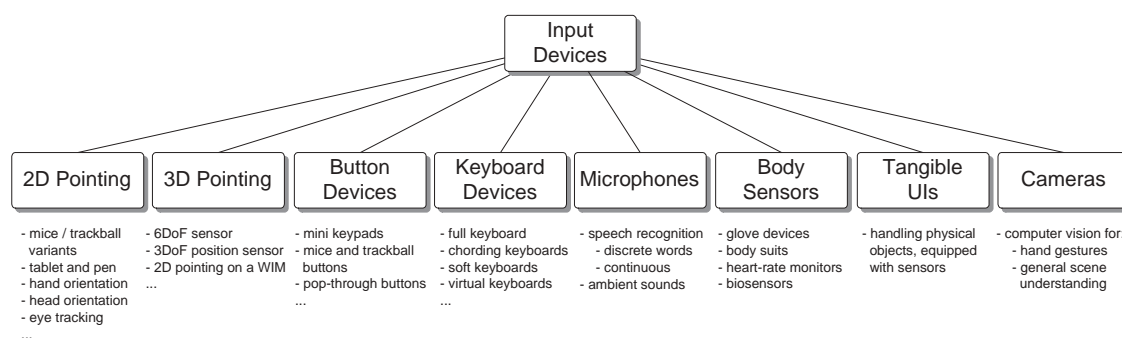 Input
Devices
2D Pointing
3D Pointing
Button
Devices
Keyboard
Devices
Microphones
Body
Sensors
Tangible
UIs
Cameras
- mice / trackball
variants
- tablet and pen
- hand orientation
- head orientation
- eye tracking
...
- 6DoF sensor
- 3DoF position sensor
- 2D pointing on a WIM
...
- mini keypads
- mice and trackball
buttons
- pop-through buttons
...
- full keyboard
- chording keyboards
- soft keyboards
- virtual keyboards
...
- speech recognition
- discrete words
- continuous
- ambient sounds
- glove devices
- body suits
- heart-rate monitors
- biosensors
- handling physical
objects, equipped
with sensors
- computer vision for:
- hand gestures
- general scene
understanding